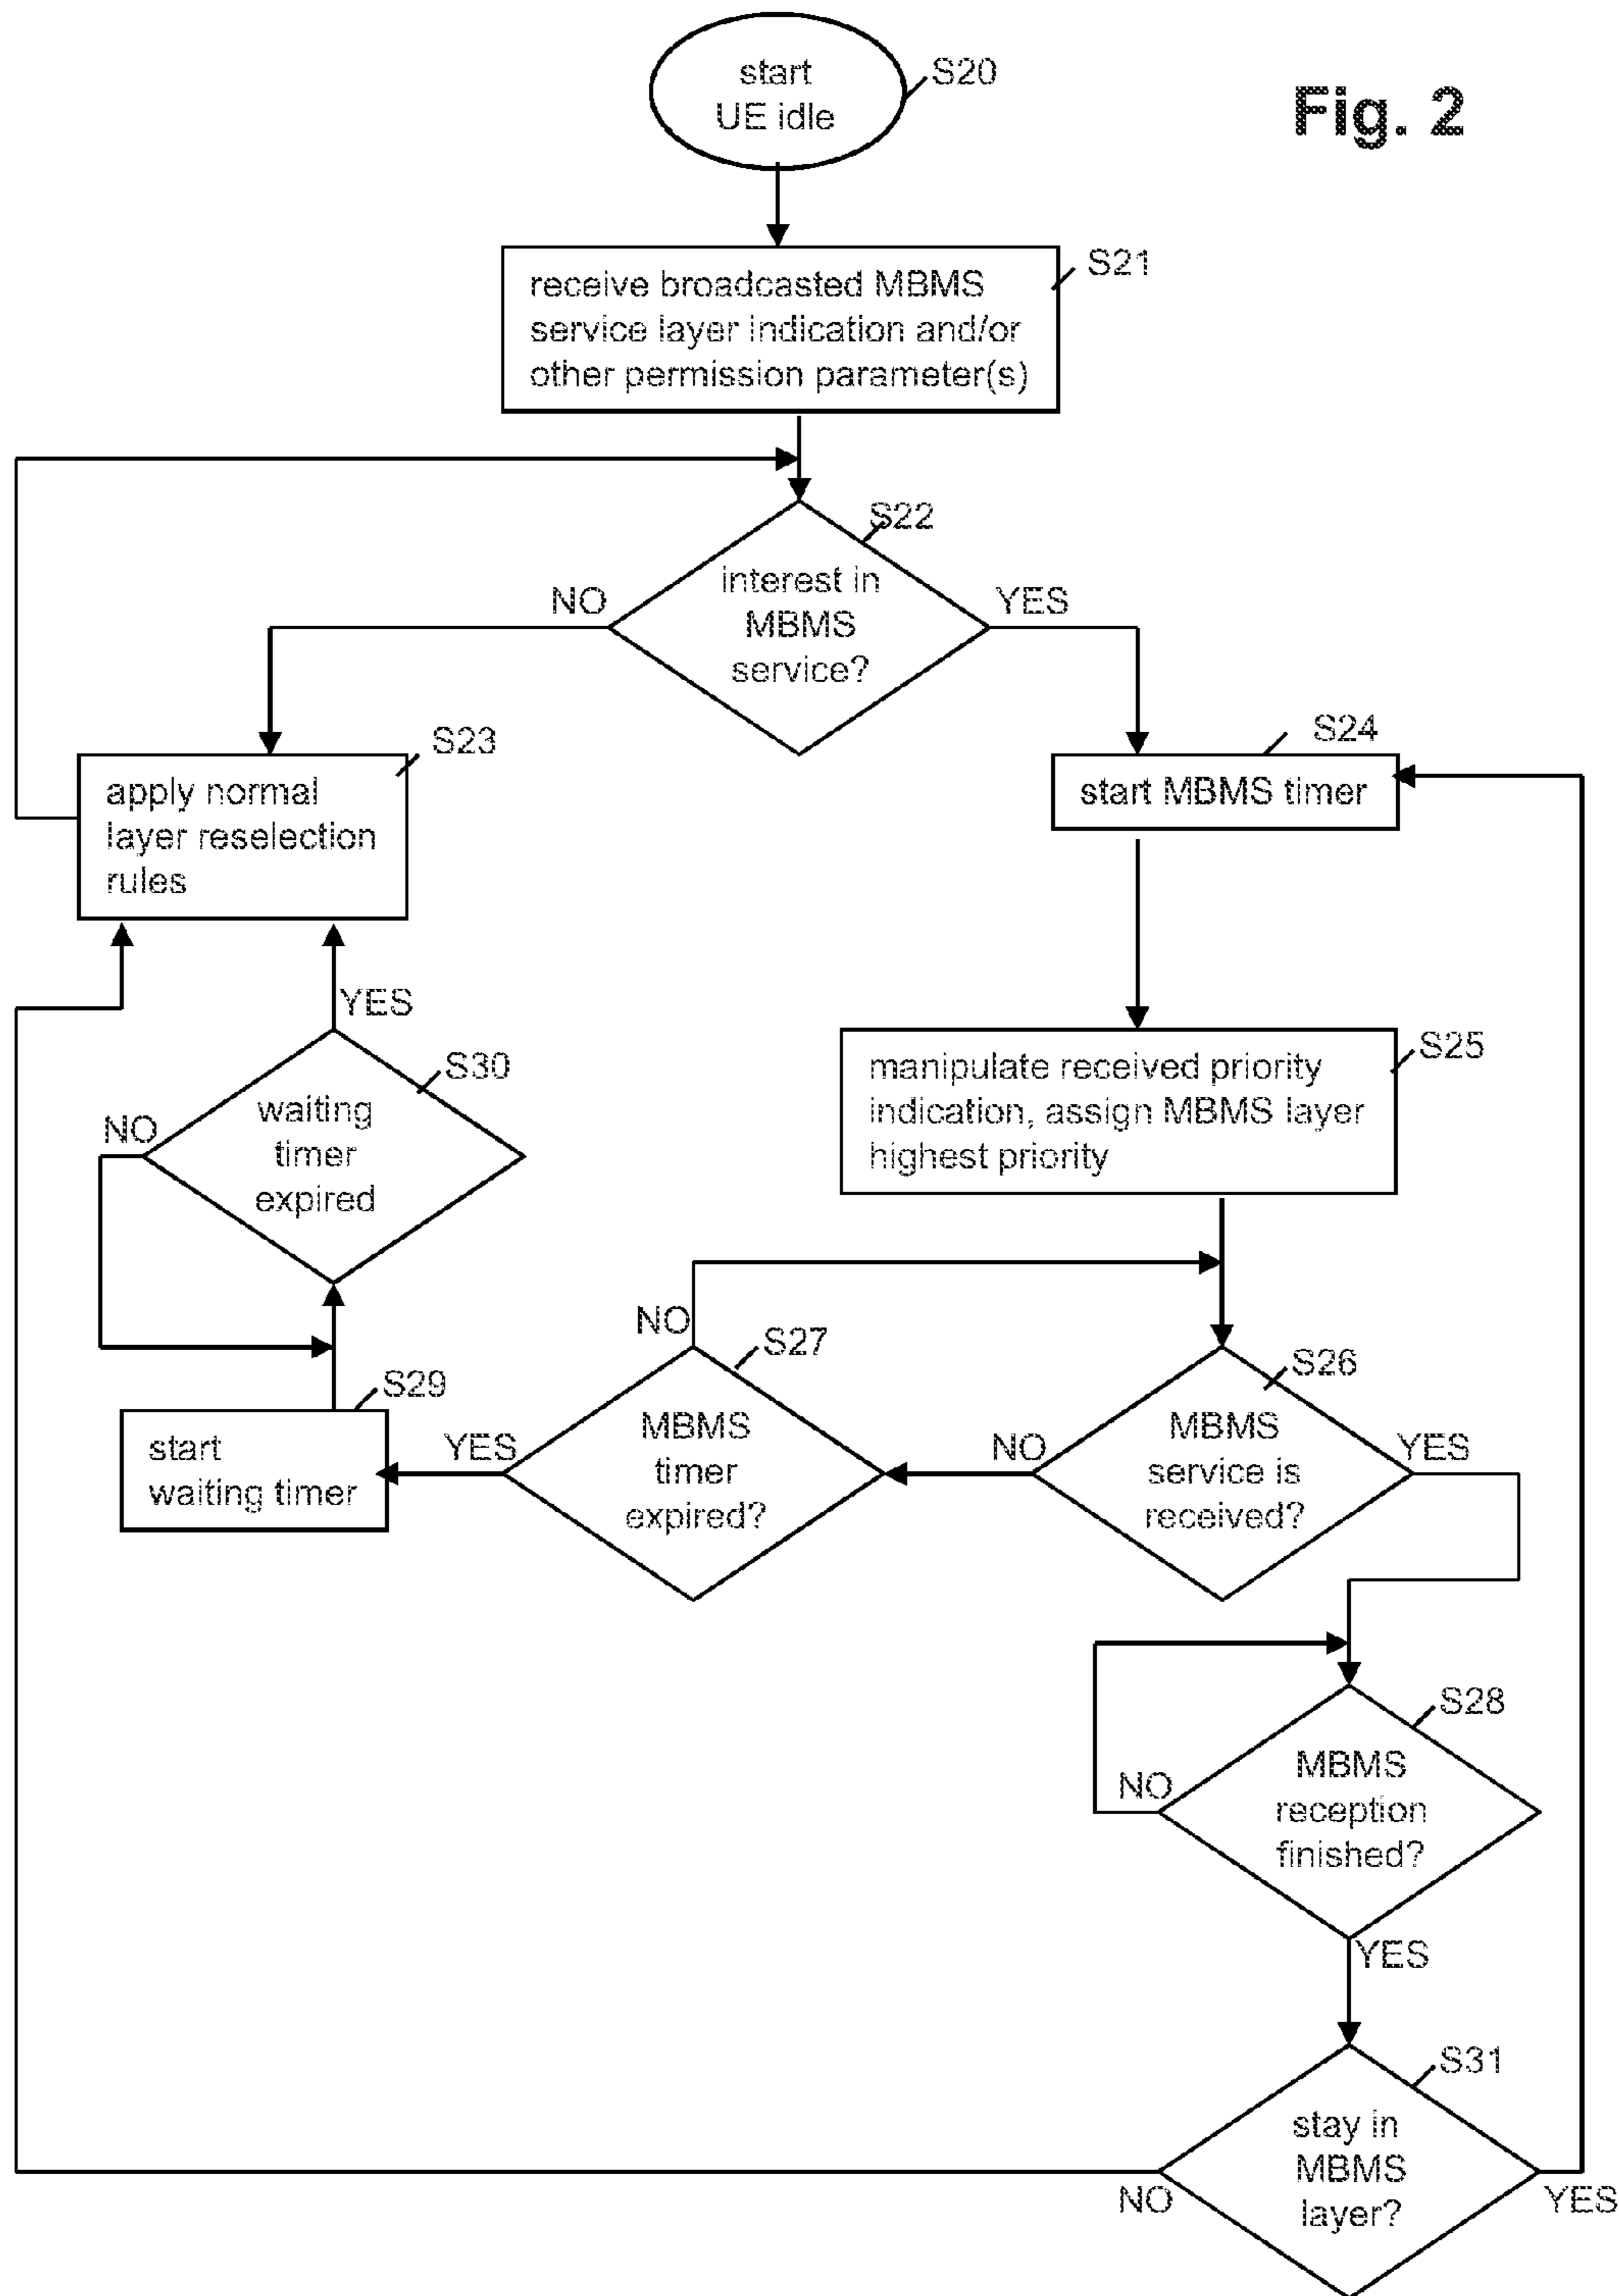 start
UE idle
S20
Fig. 2
receive broadcasted MBMS
service layer indication and/or
other permission parameter(s)
S21
S22
interest in
MBMS
service?
NO
YES
S23
apply normal
layer reselection
rules
S24
start MBMS timer
YES
S30
waiting
timer
expired
NO
S25
manipulate received priority
indication, assign MBMS layer
highest priority
NO
S27
MBMS
timer
expired?
YES
S26
MBMS
service is
received?
NO
YES
S29
start
waiting timer
S28
MBMS
reception
finished?
NO
YES
S31
stay in
MBMS
layer?
NO
YES